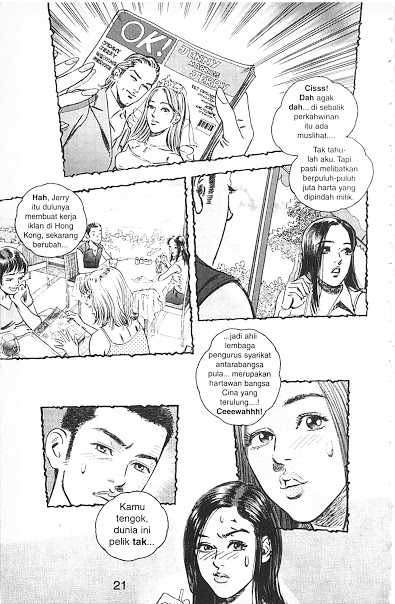 OK!
Cisss!
Dah agak
dah... di sebalik
perkahwinan
itu ada
muslihat....
Tak tahu-
lah aku. Tapi
pasti melibatkan
berpuluh-puluh
juta harta yang
dipindah milik.
Hah, Jerry
itu dulunya
membuat kerja
iklan di Hong
Kong, sekarang
berubah...
...jadi ahli
lembaga
pengurus syarikat
antarabangsa
pula... merupakan
hartawan bangsa
Cina yang
terulung....!
Ceeewahhh!
Kamu
tengok,
dunia ini
pelik tak...
21